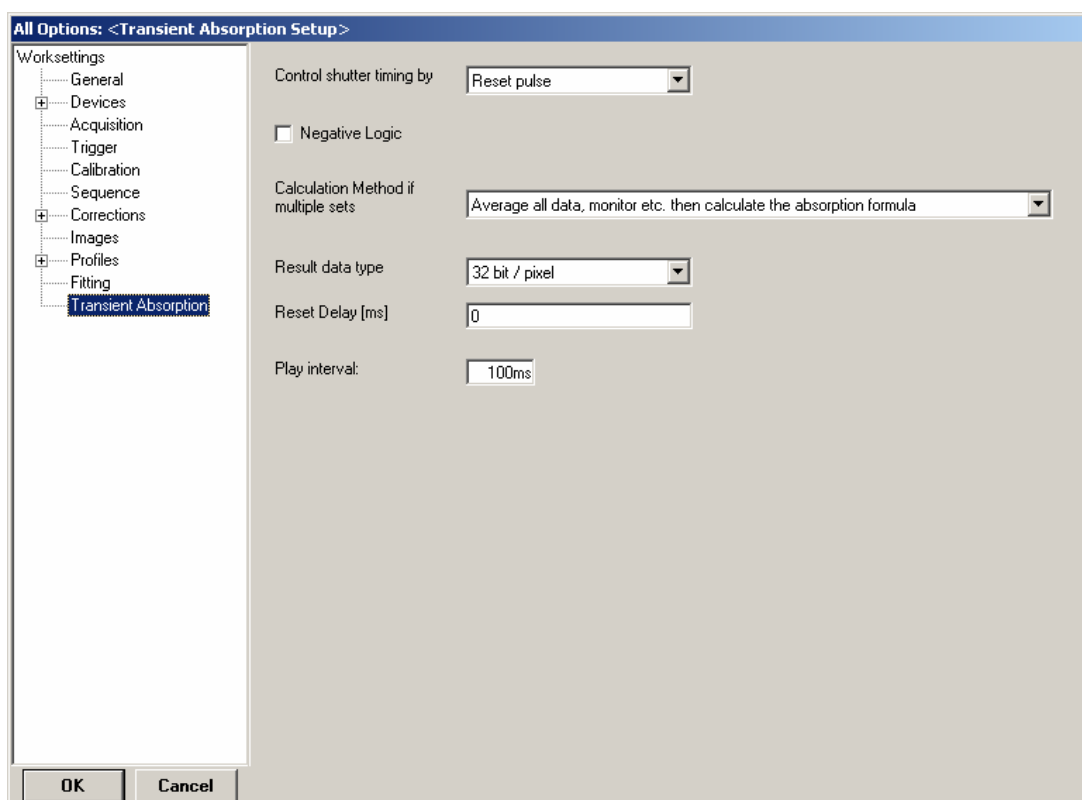 All Options: <Transient Absorption Setup>
Worksettings
General
Devices
Acquisition
Trigger
Calibration
Sequence
Corrections
Images
Profiles
Fitting
Transient Absorption
Control shutter timing by
Reset pulse
Negative Logic
Calculation Method if
multiple sets
Average all data, monitor etc. then calculate the absorption formula
Result data type
32 bit / pixel
Reset Delay [ms]
0
Play interval:
100ms
OK
Cancel